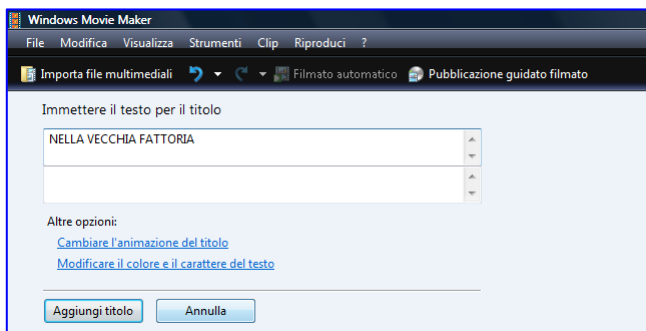 Windows Movie Maker
File Modifica Visualizza Strumenti Clip Riproduci ?
Importa file multimediali Filmato automatico Pubblicazione guidato filmato
Immettere il testo per il titolo
NELLA VECCHIA FATTORIA
Altre opzioni:
Cambiare l'animazione del titolo
Modificare il colore e il carattere del testo
Aggiungi titolo Annulla